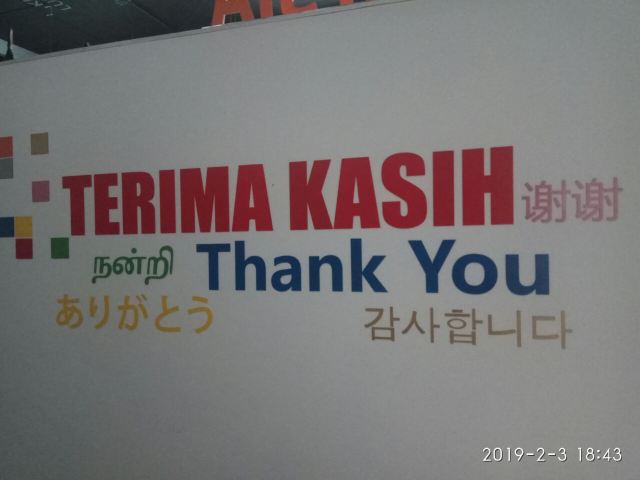 TERIMA KASIH 谢谢
நன்றி Thank You
ありがとう 감사합니다
2019-2-3 18:43